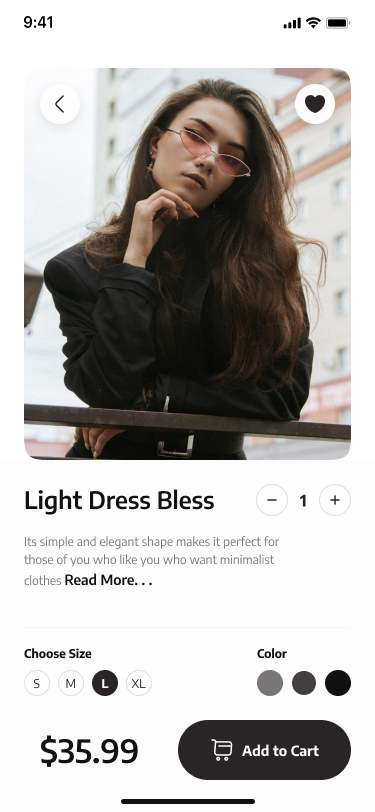 9:41
Light Dress Bless
1
Its simple and elegant shape makes it perfect for
those of you who like you who want minimalist
clothes Read More. . .
Choose Size
Color
S M L XL
$35.99
Add to Cart